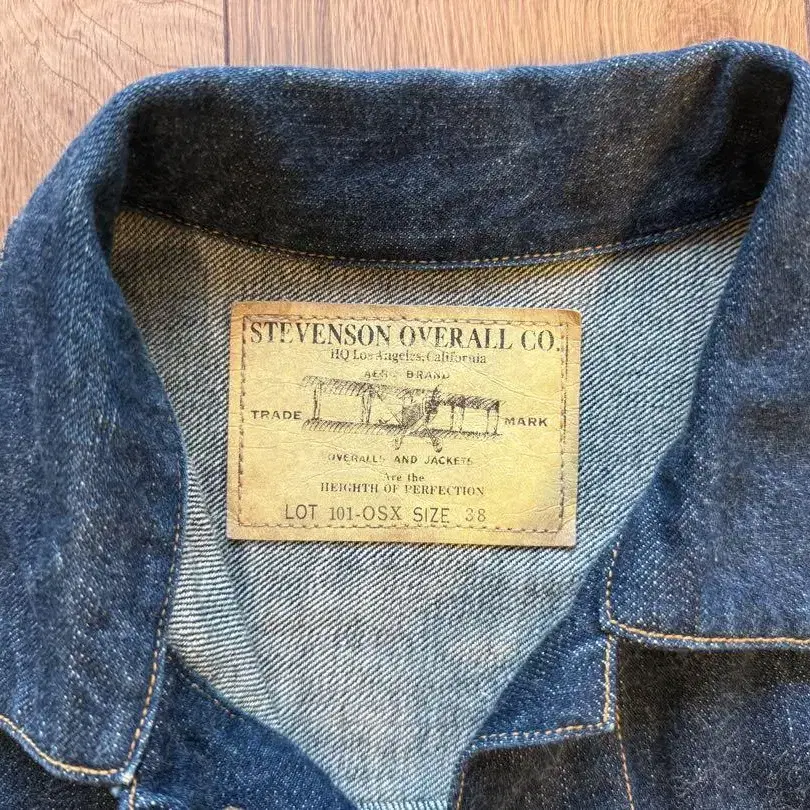 STEVENSON OVERALL CO.
HQ Los Angeles, California
AERO BRAND
TRADE MARK
OVERALLS AND JACKETS
Are the
HEIGHTH OF PERFECTION
LOT 101-OSX SIZE 38